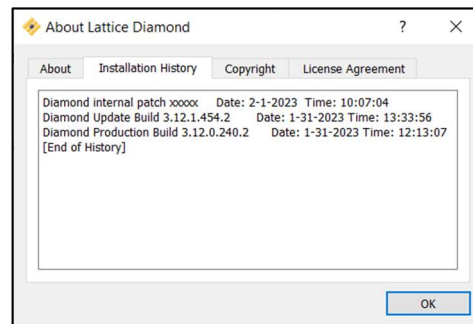 About Lattice Diamond
?
About Installation History Copyright License Agreement
Diamond internal patch xxxxx Date: 2-1-2023 Time: 10:07:04
Diamond Update Build 3.12.1.454.2 Date: 1-31-2023 Time: 13:33:56
Diamond Production Build 3.12.0.240.2 Date: 1-31-2023 Time: 12:13:07
[End of History]
OK